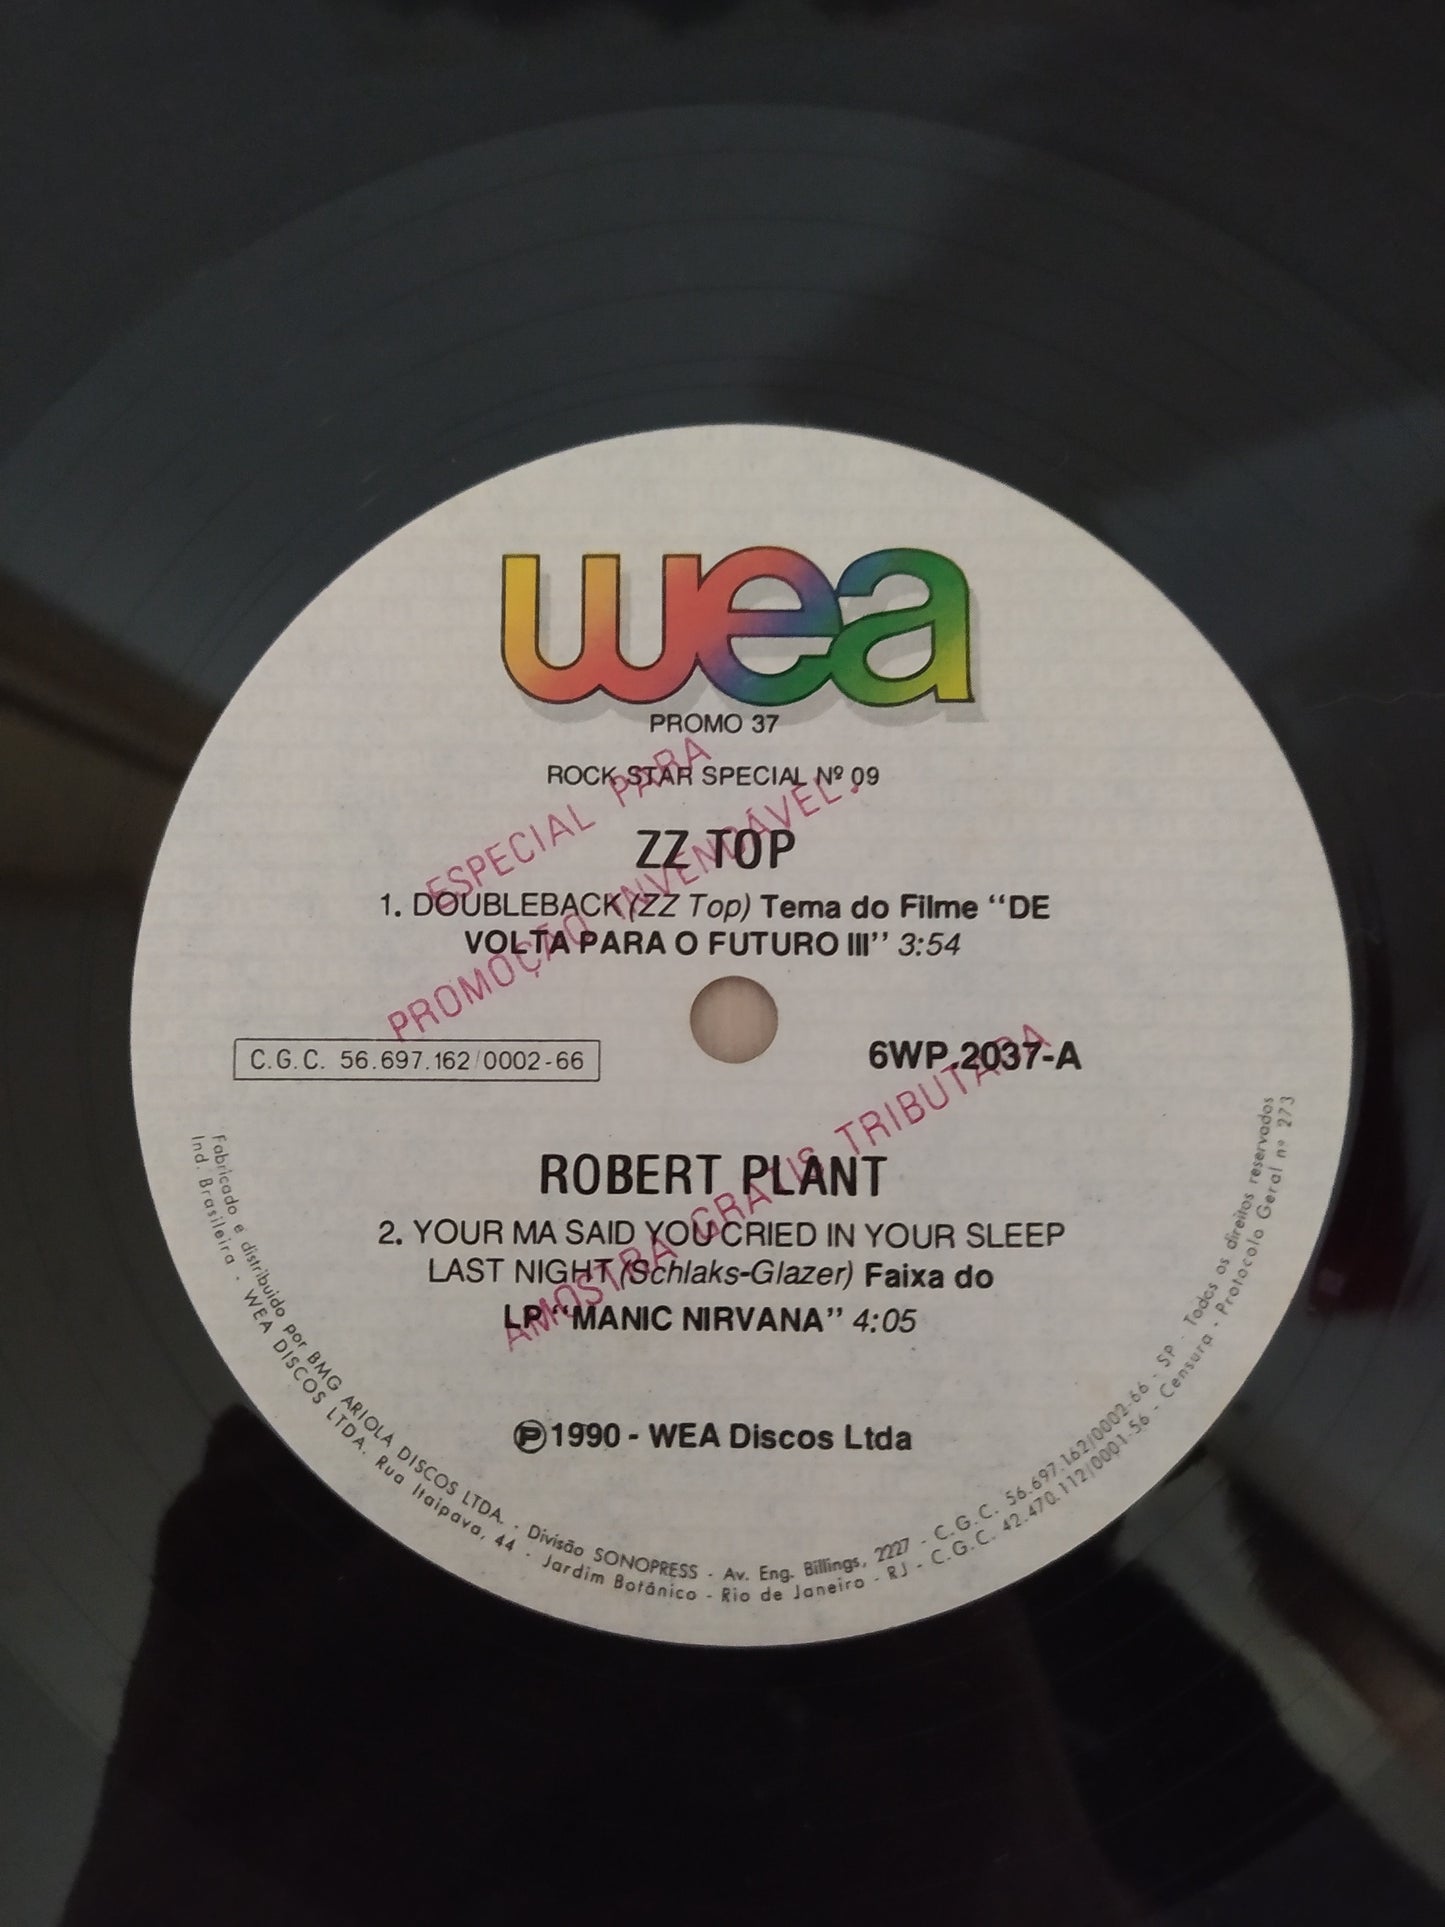 wea
PROMO 37
ROCK STAR SPECIAL Nº 09
ESPECIAL PARA
PROMOÇÃO INVENDÁVEL.
ZZ TOP
1. DOUBLEBACK (ZZ Top) Tema do Filme “DE
VOLTA PARA O FUTURO III” 3:54
C.G.C. 56.697.162/0002-66
6WP.2037-A
AMOSTRA GRATIS TRIBUTADA
ROBERT PLANT
2. YOUR MA SAID YOU CRIED IN YOUR SLEEP
LAST NIGHT (Schlaks-Glazer) Faixa do
LP “MANIC NIRVANA” 4:05
Ⓟ1990 - WEA Discos Ltda
Fabricado e distribuido por BMG ARIOLA DISCOS LTDA. - Divisão SONOPRESS - Av. Eng. Billings, 2227 - C.G.C. 56.697.162/0002-66 - SP - Todos os direitos reservados
Ind. Brasileira - WEA DISCOS LTDA. Rua Itaipava, 44 - Jardim Botânico - Rio de Janeiro - RJ - C.G.C. 42.470.112/0001-56 - Censura - Protocolo Geral nº 273